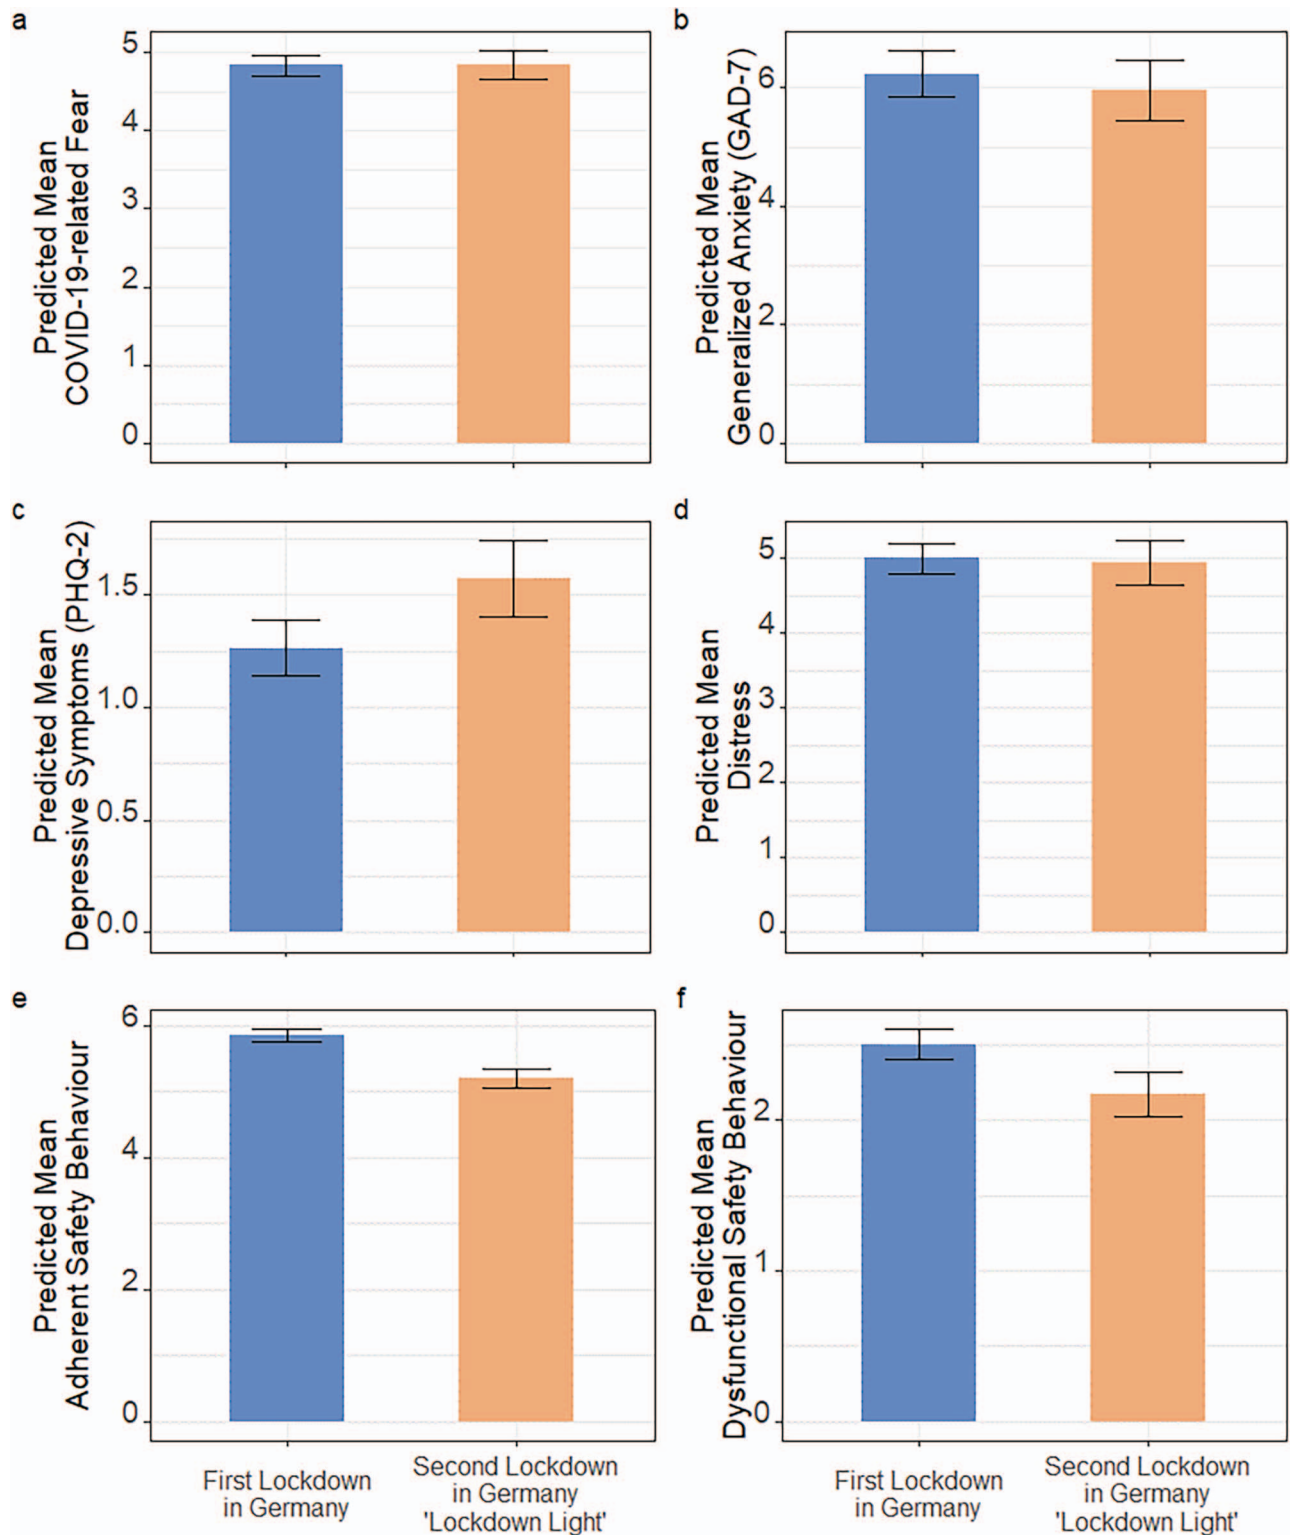 a
Predicted Mean
COVID-19-related Fear
5
4
3
2
1
0
b
Predicted Mean
Generalized Anxiety (GAD-7)
6
4
2
0
c
Predicted Mean
Depressive Symptoms (PHQ-2)
1.5
1.0
0.5
0.0
d
Predicted Mean
Distress
5
4
3
2
1
0
e
Predicted Mean
Adherent Safety Behaviour
6
4
2
0
First Lockdown
in Germany
Second Lockdown
in Germany
'Lockdown Light'
f
Predicted Mean
Dysfunctional Safety Behaviour
2
1
0
First Lockdown
in Germany
Second Lockdown
in Germany
'Lockdown Light'